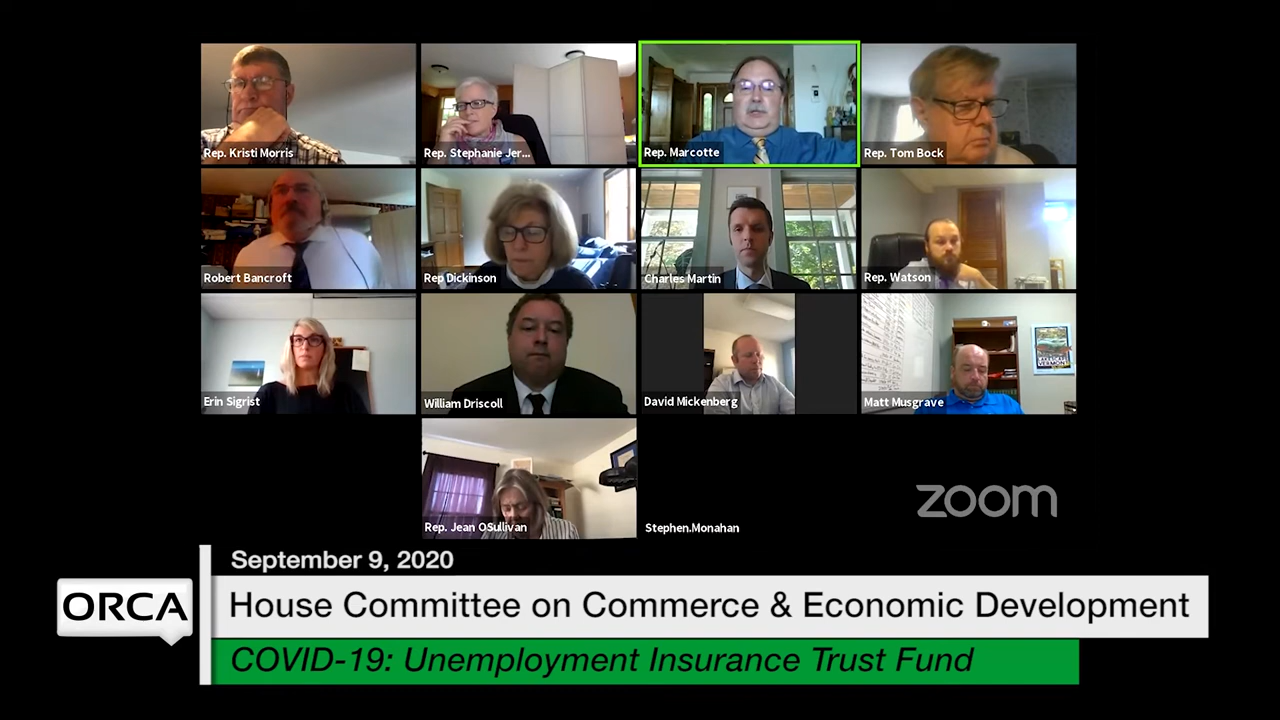 Rep. Kristi Morris
Rep. Stephanie Jer...
Rep. Marcotte
Rep. Tom Bock
Robert Bancroft
Rep Dickinson
Charles Martin
Rep. Watson
Erin Sigrist
William Driscoll
David Mickenberg
Matt Musgrave
Rep. Jean OSullivan
Stephen.Monahan
zoom
September 9, 2020
ORCA
House Committee on Commerce & Economic Development
COVID-19: Unemployment Insurance Trust Fund